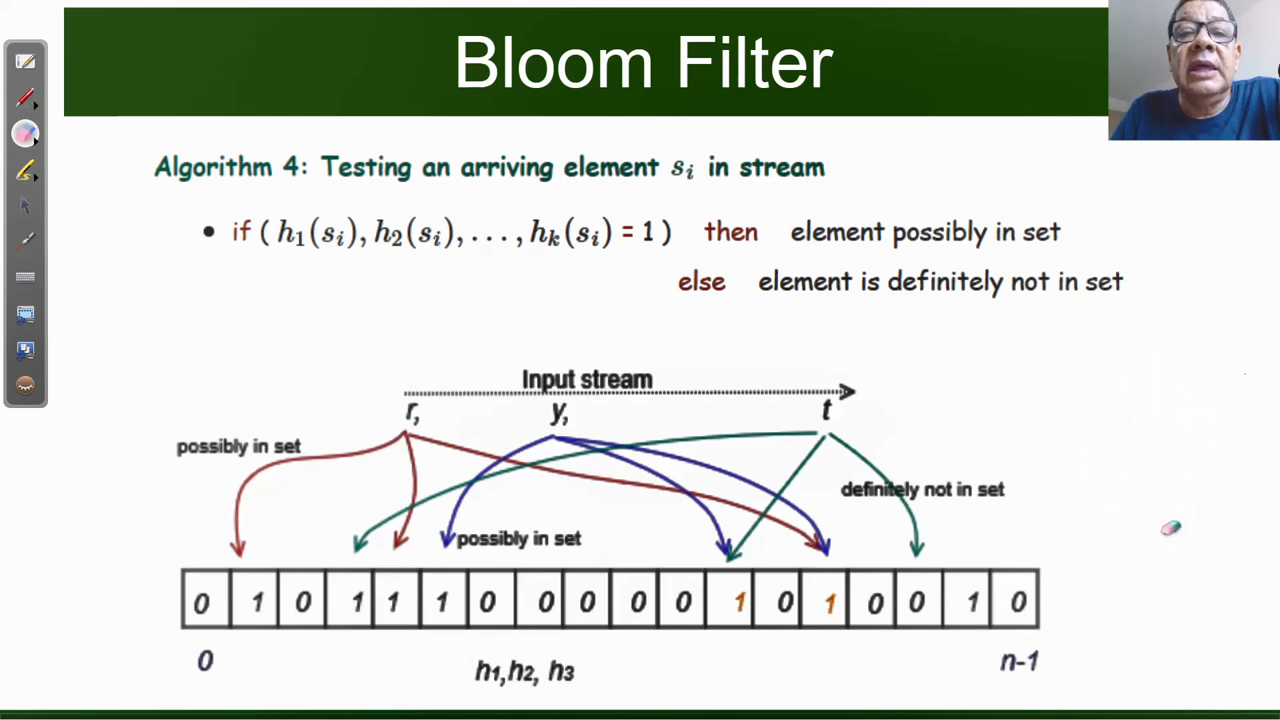 Bloom Filter
Algorithm 4: Testing an arriving element sᵢ in stream
• if ( h₁(sᵢ), h₂(sᵢ), . . . , hₖ(sᵢ) = 1 ) then element possibly in set
else element is definitely not in set
Input stream
r, y, t
possibly in set
definitely not in set
possibly in set
0 1 0 1 1 1 0 0 0 0 0 1 0 1 0 0 1 0
0 n-1
h1,h2, h3